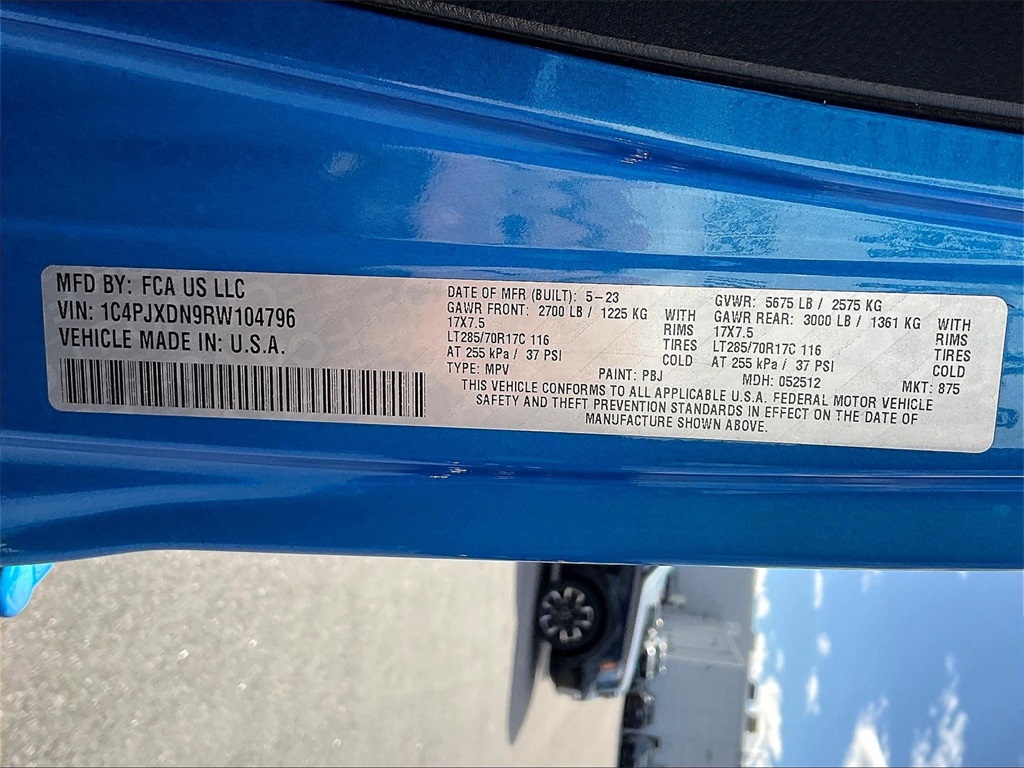 MFD BY: FCA US LLC
VIN: 1C4PJXDN9RW104796
VEHICLE MADE IN: U.S.A.
DATE OF MFR (BUILT): 5-23
GAWR FRONT: 2700 LB / 1225 KG WITH
17X7.5 RIMS
LT285/70R17C 116 TIRES
AT 255 kPa / 37 PSI COLD
TYPE: MPV PAINT: PBJ
GVWR: 5675 LB / 2575 KG
GAWR REAR: 3000 LB / 1361 KG WITH
17X7.5 RIMS
LT285/70R17C 116 TIRES
AT 255 kPa / 37 PSI COLD
MDH: 052512 MKT: 875
THIS VEHICLE CONFORMS TO ALL APPLICABLE U.S.A. FEDERAL MOTOR VEHICLE
SAFETY AND THEFT PREVENTION STANDARDS IN EFFECT ON THE DATE OF
MANUFACTURE SHOWN ABOVE.